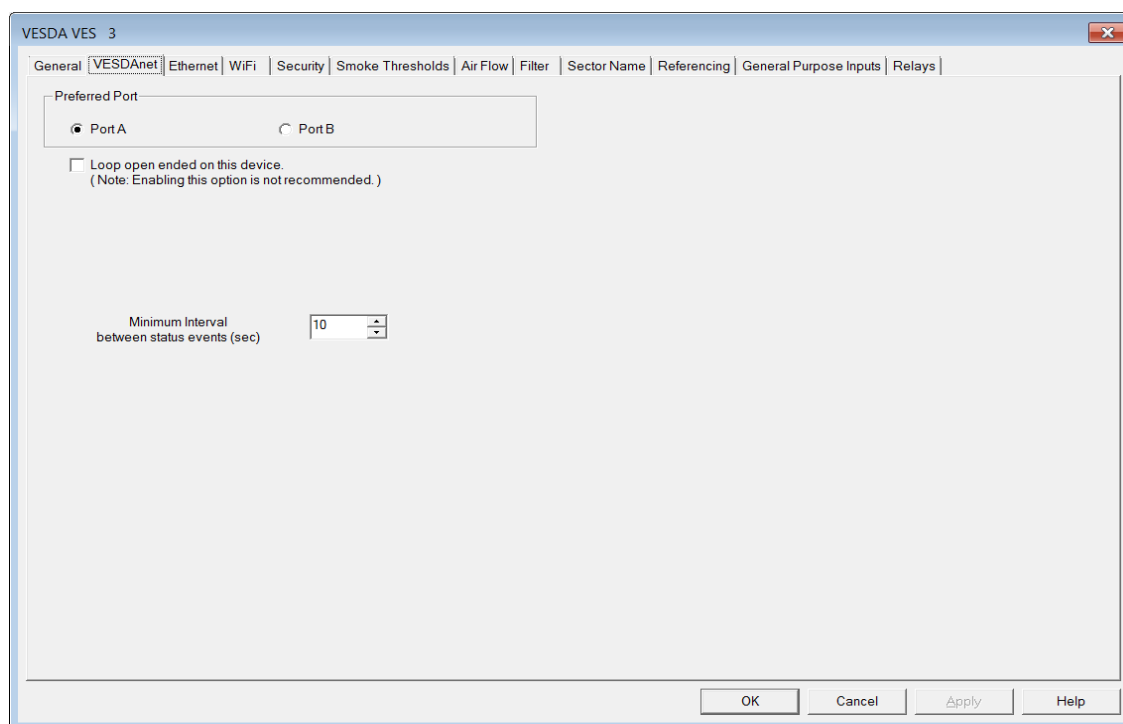 VESDA VES 3
General VESDAnet Ethernet WiFi Security Smoke Thresholds Air Flow Filter Sector Name Referencing General Purpose Inputs Relays
Preferred Port
Port A Port B
Loop open ended on this device.
( Note: Enabling this option is not recommended. )
Minimum Interval
between status events (sec)
10
OK Cancel Apply Help